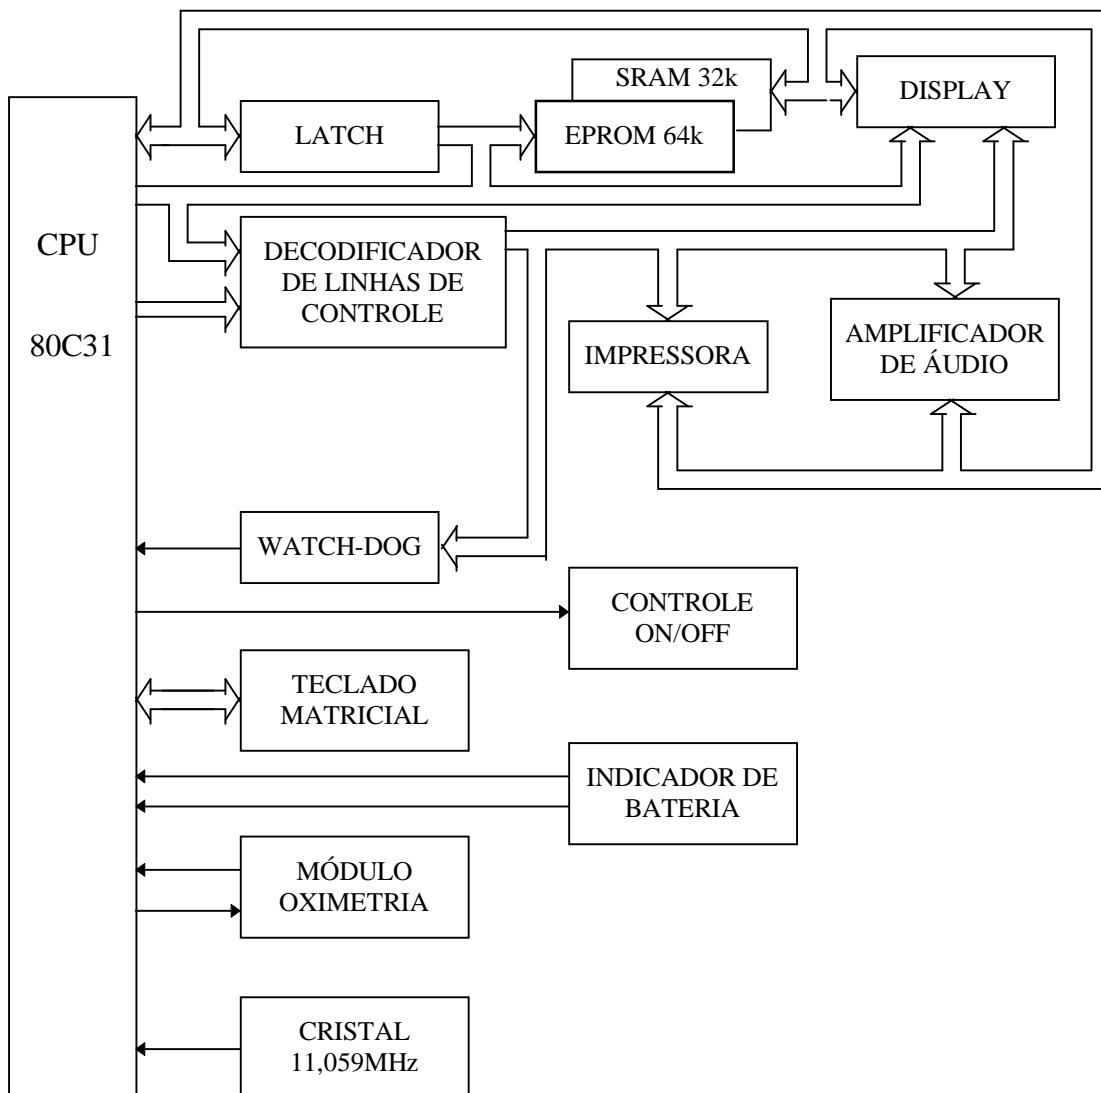 SRAM 32k
DISPLAY
LATCH
EPROM 64k
CPU
80C31
DECODIFICADOR
DE LINHAS DE
CONTROLE
IMPRESSORA
AMPLIFICADOR
DE ÁUDIO
WATCH-DOG
CONTROLE
ON/OFF
TECLADO
MATRICIAL
INDICADOR DE
BATERIA
MÓDULO
OXIMETRIA
CRISTAL
11,059MHz